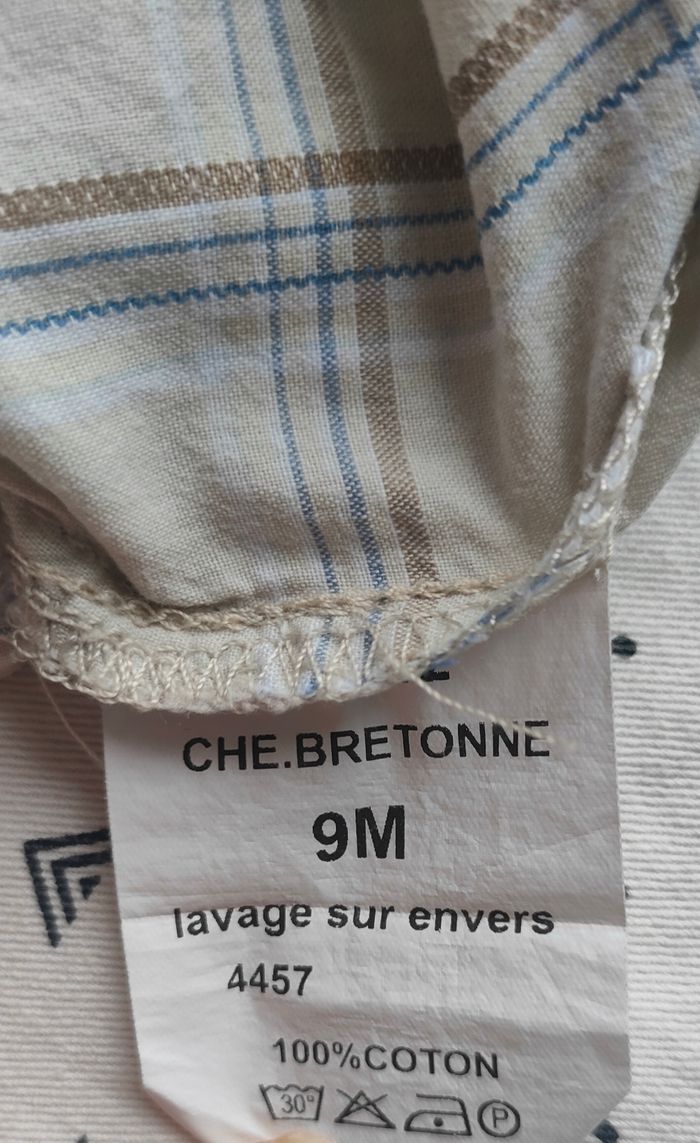 CHE.BRETONNE
9M
lavage sur envers
4457
100%COTON
30°
P